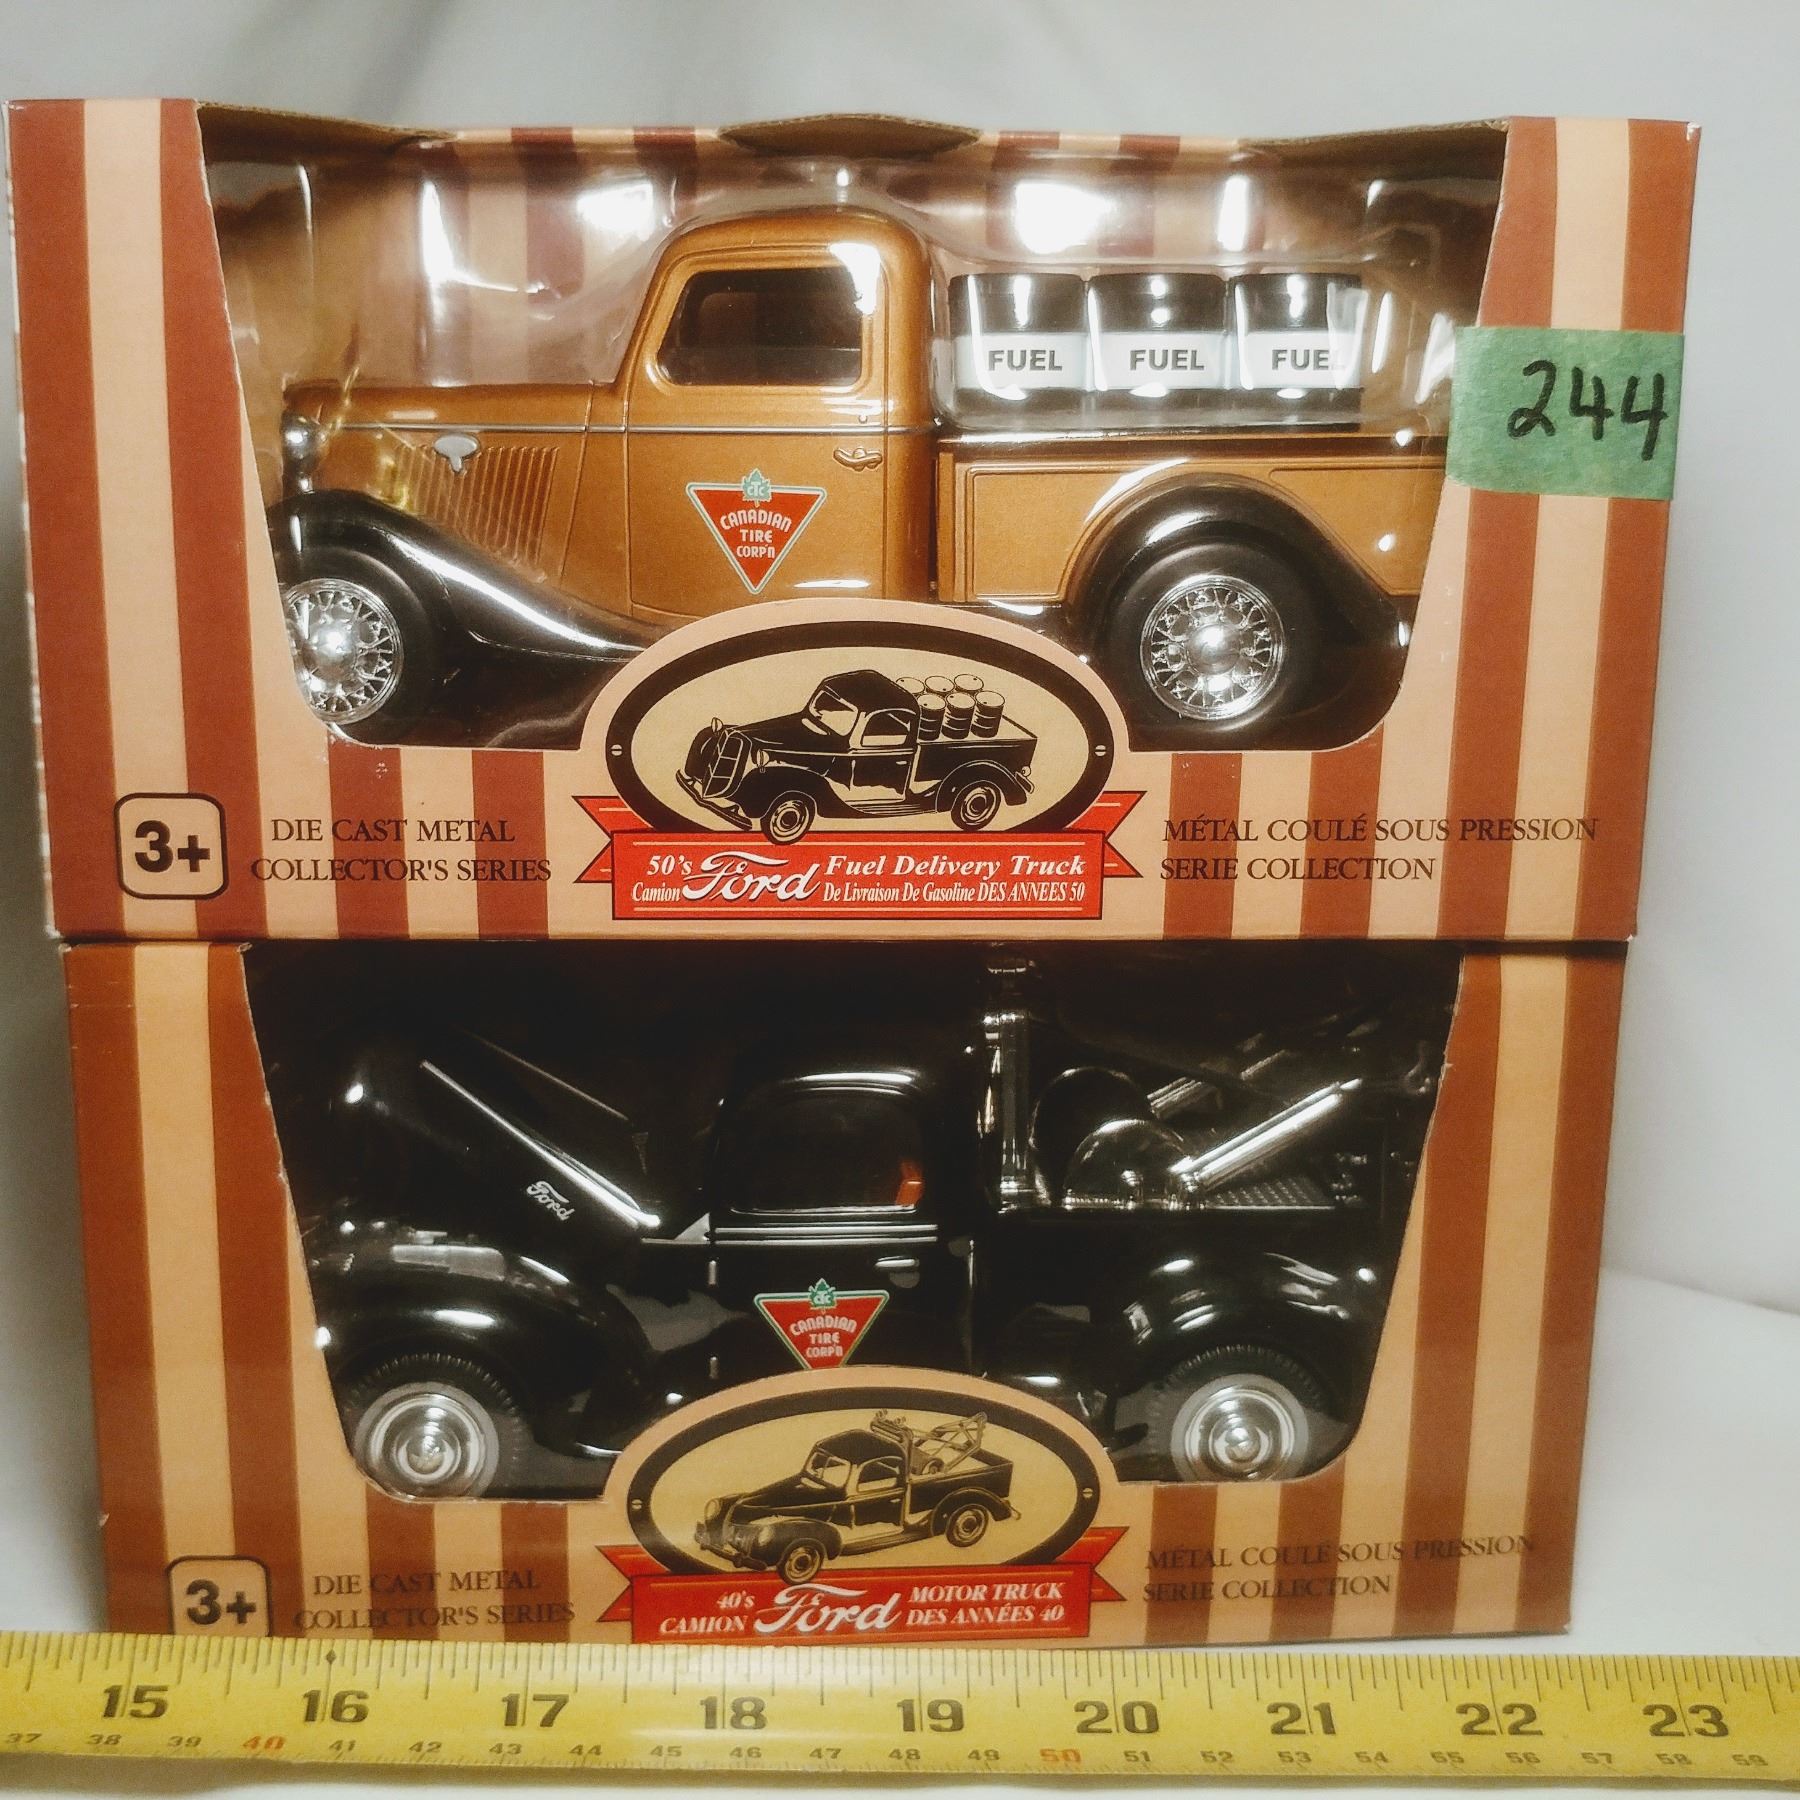 FUEL FUEL FUEL
244
CTC
CANADIAN
TIRE
CORP'N
3+
DIE CAST METAL
COLLECTOR'S SERIES
50's Ford Fuel Delivery Truck
Camion De Livraison De Gasoline DES ANNEES 50
MÉTAL COULÉ SOUS PRESSION
SERIE COLLECTION
Ford
CTC
CANADIAN
TIRE
CORP'N
3+
DIE CAST METAL
COLLECTOR'S SERIES
40's Ford MOTOR TRUCK
CAMION DES ANNÉES 40
MÉTAL COULÉ SOUS PRESSION
SERIE COLLECTION
15 16 17 18 19 20 21 22 23
37 38 39 40 41 42 43 44 45 46 47 48 49 50 51 52 53 54 55 56 57 58 59